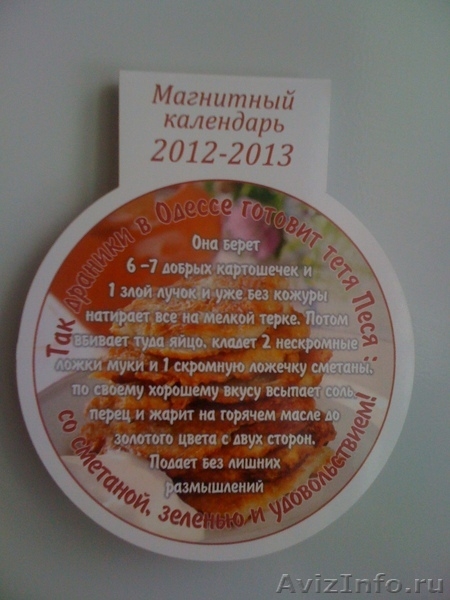 Магнитный
календарь
2012-2013
Так драники в Одессе готовит тетя Песя :
Она берет
6 –7 добрых картошечек и
1 злой лучок и уже без кожуры
натирает все на мелкой терке. Потом
вбивает туда яйцо, кладет 2 нескромные
ложки муки и 1 скромную ложечку сметаны,
по своему хорошему вкусу всыпает соль,
перец и жарит на горячем масле до
золотого цвета с двух сторон.
Подает без лишних
размышлений
со сметаной, зеленью и удовольствием!
AvizInfo.ru